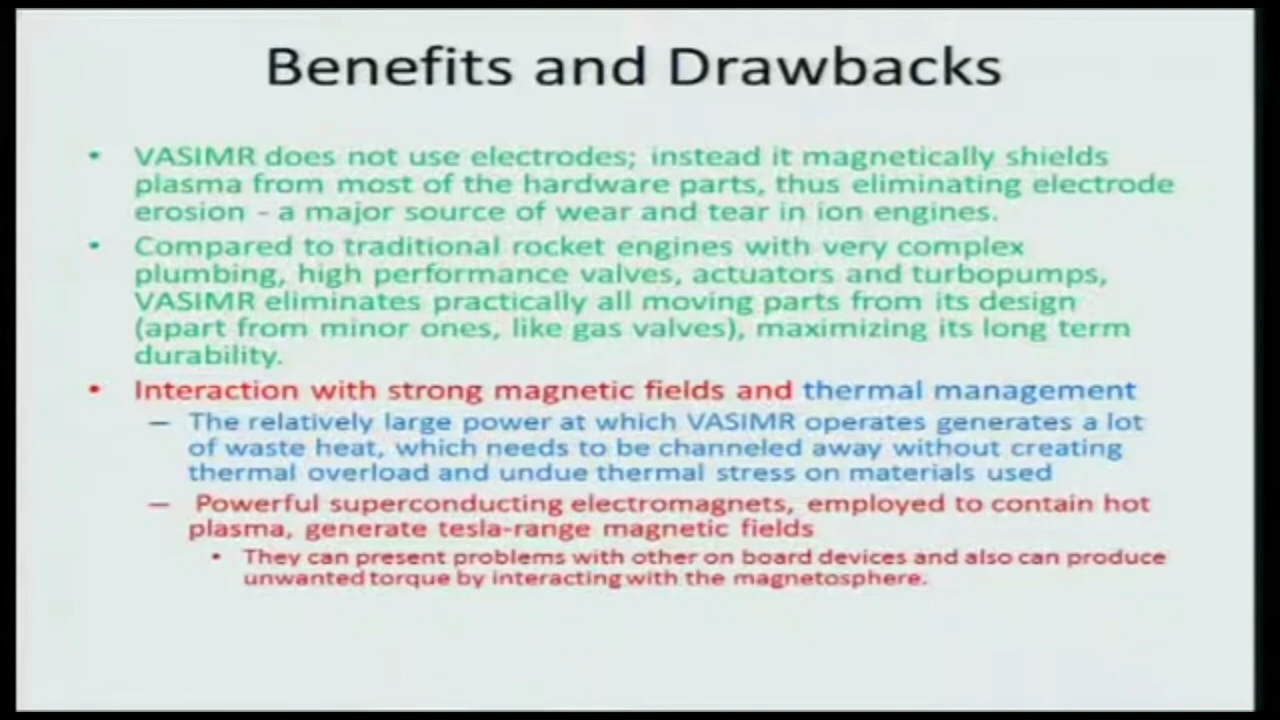 Benefits and Drawbacks
• VASIMR does not use electrodes; instead it magnetically shields
plasma from most of the hardware parts, thus eliminating electrode
erosion - a major source of wear and tear in ion engines.
• Compared to traditional rocket engines with very complex
plumbing, high performance valves, actuators and turbopumps,
VASIMR eliminates practically all moving parts from its design
(apart from minor ones, like gas valves), maximizing its long term
durability.
• Interaction with strong magnetic fields and thermal management
– The relatively large power at which VASIMR operates generates a lot
of waste heat, which needs to be channeled away without creating
thermal overload and undue thermal stress on materials used
– Powerful superconducting electromagnets, employed to contain hot
plasma, generate tesla-range magnetic fields
• They can present problems with other on board devices and also can produce
unwanted torque by interacting with the magnetosphere.